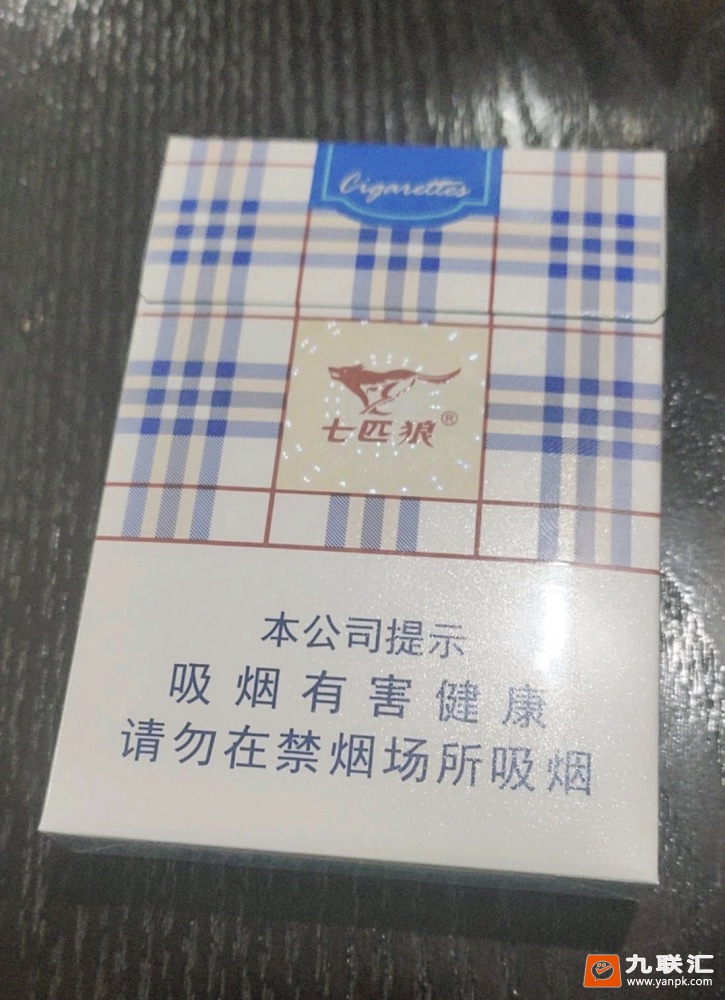 Cigarettes
七匹狼®
本公司提示
吸烟有害健康
请勿在禁烟场所吸烟
九联汇
www.yanpk.com